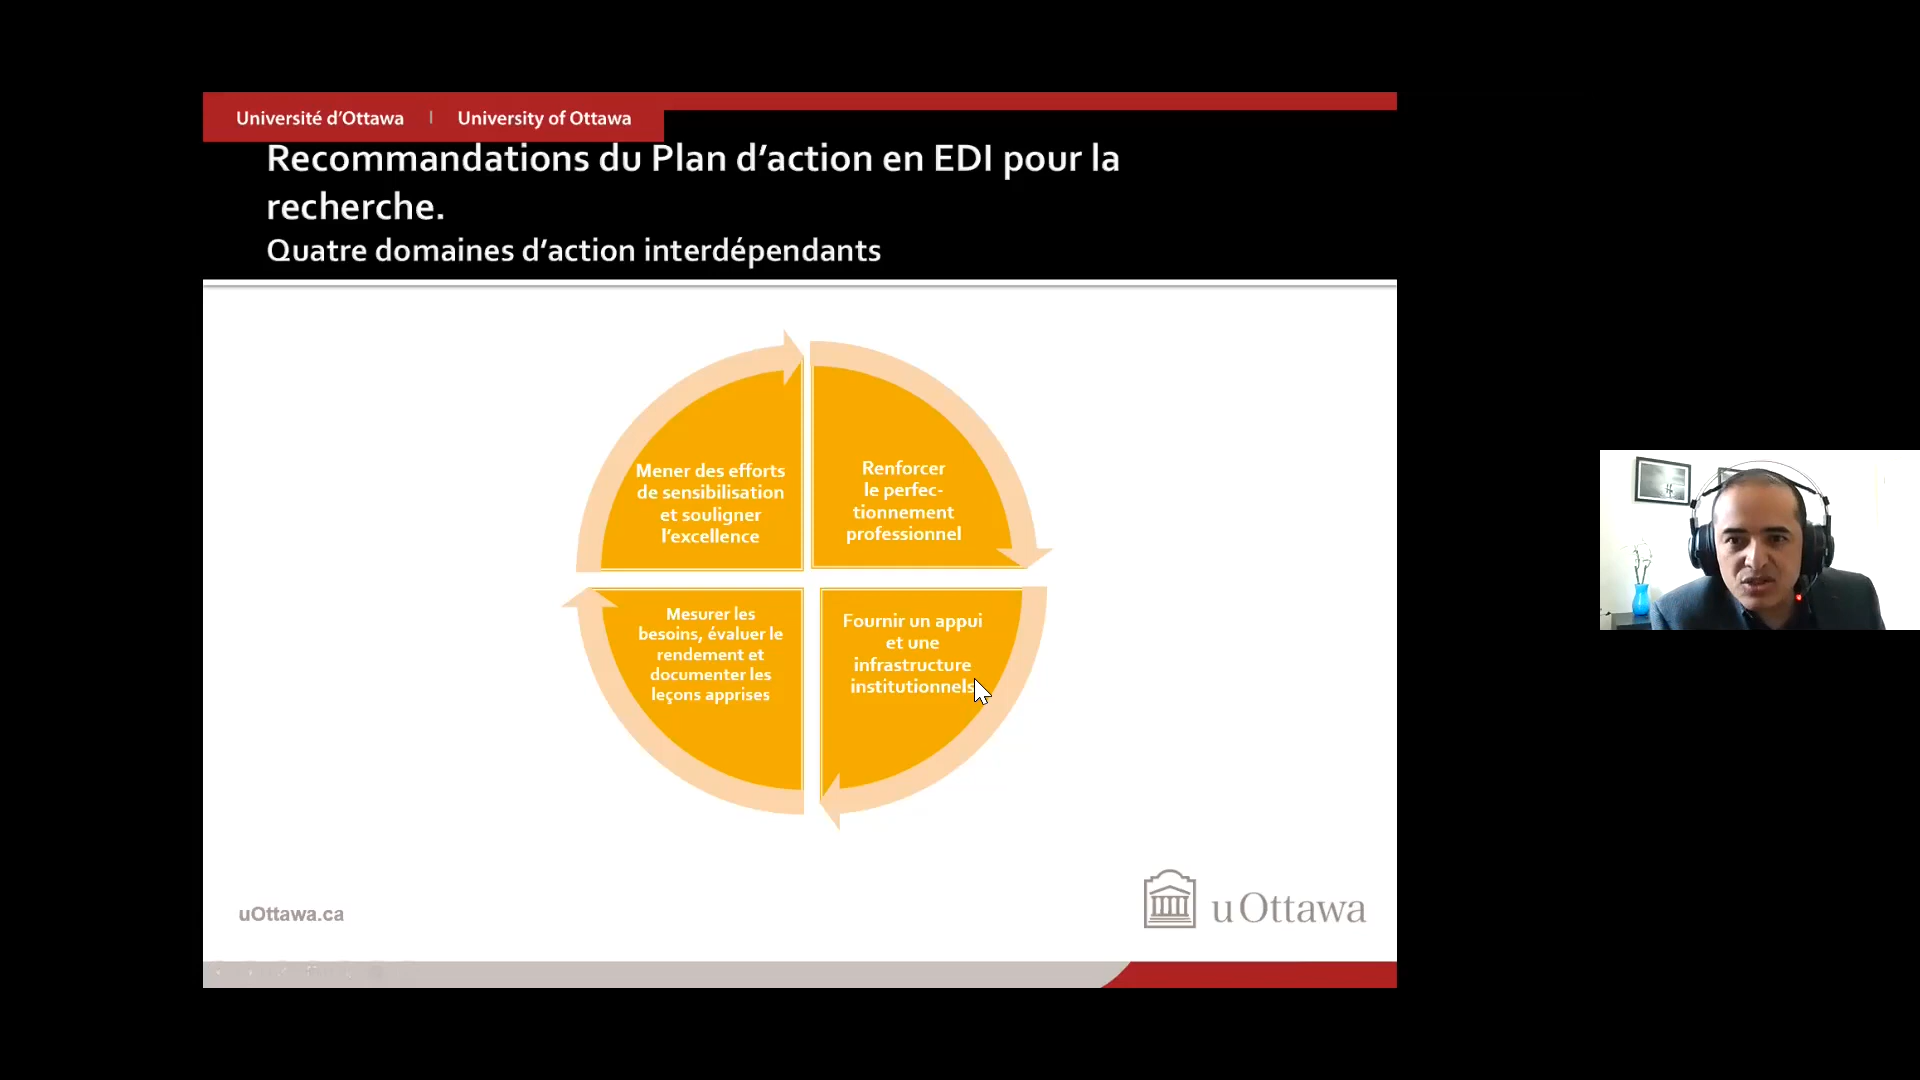 Université d'Ottawa | University of Ottawa
Recommandations du Plan d'action en EDI pour la
recherche.
Quatre domaines d'action interdépendants
Mener des efforts
de sensibilisation
et souligner
l'excellence
Renforcer
le perfec-
tionnement
professionnel
Mesurer les
besoins, évaluer le
rendement et
documenter les
leçons apprises
Fournir un appui
et une
infrastructure
institutionnels
uOttawa.ca
uOttawa